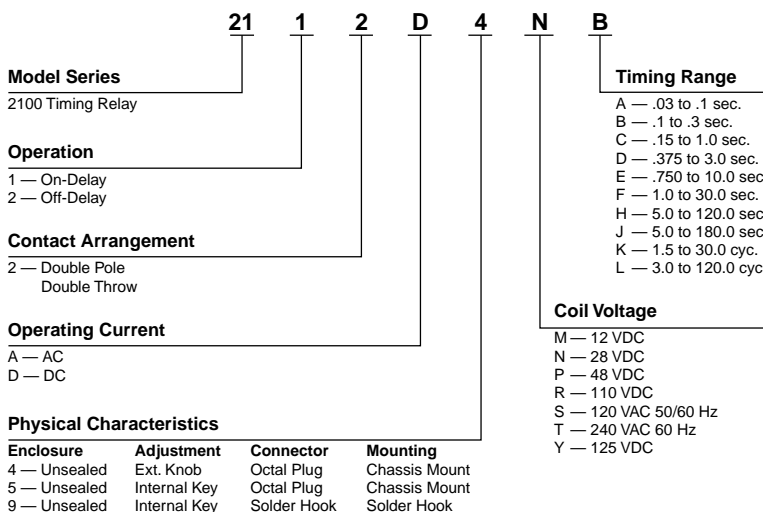 21 1 2 D 4 N B
Model Series
2100 Timing Relay
Operation
1 — On-Delay
2 — Off-Delay
Contact Arrangement
2 — Double Pole
Double Throw
Operating Current
A — AC
D — DC
Physical Characteristics
Enclosure Adjustment Connector Mounting
4 — Unsealed Ext. Knob Octal Plug Chassis Mount
5 — Unsealed Internal Key Octal Plug Chassis Mount
9 — Unsealed Internal Key Solder Hook Solder Hook
Timing Range
A — .03 to .1 sec.
B — .1 to .3 sec.
C — .15 to 1.0 sec.
D — .375 to 3.0 sec.
E — .750 to 10.0 sec
F — 1.0 to 30.0 sec.
H — 5.0 to 120.0 sec
J — 5.0 to 180.0 sec
K — 1.5 to 30.0 cyc.
L — 3.0 to 120.0 cyc
Coil Voltage
M — 12 VDC
N — 28 VDC
P — 48 VDC
R — 110 VDC
S — 120 VAC 50/60 Hz
T — 240 VAC 60 Hz
Y — 125 VDC